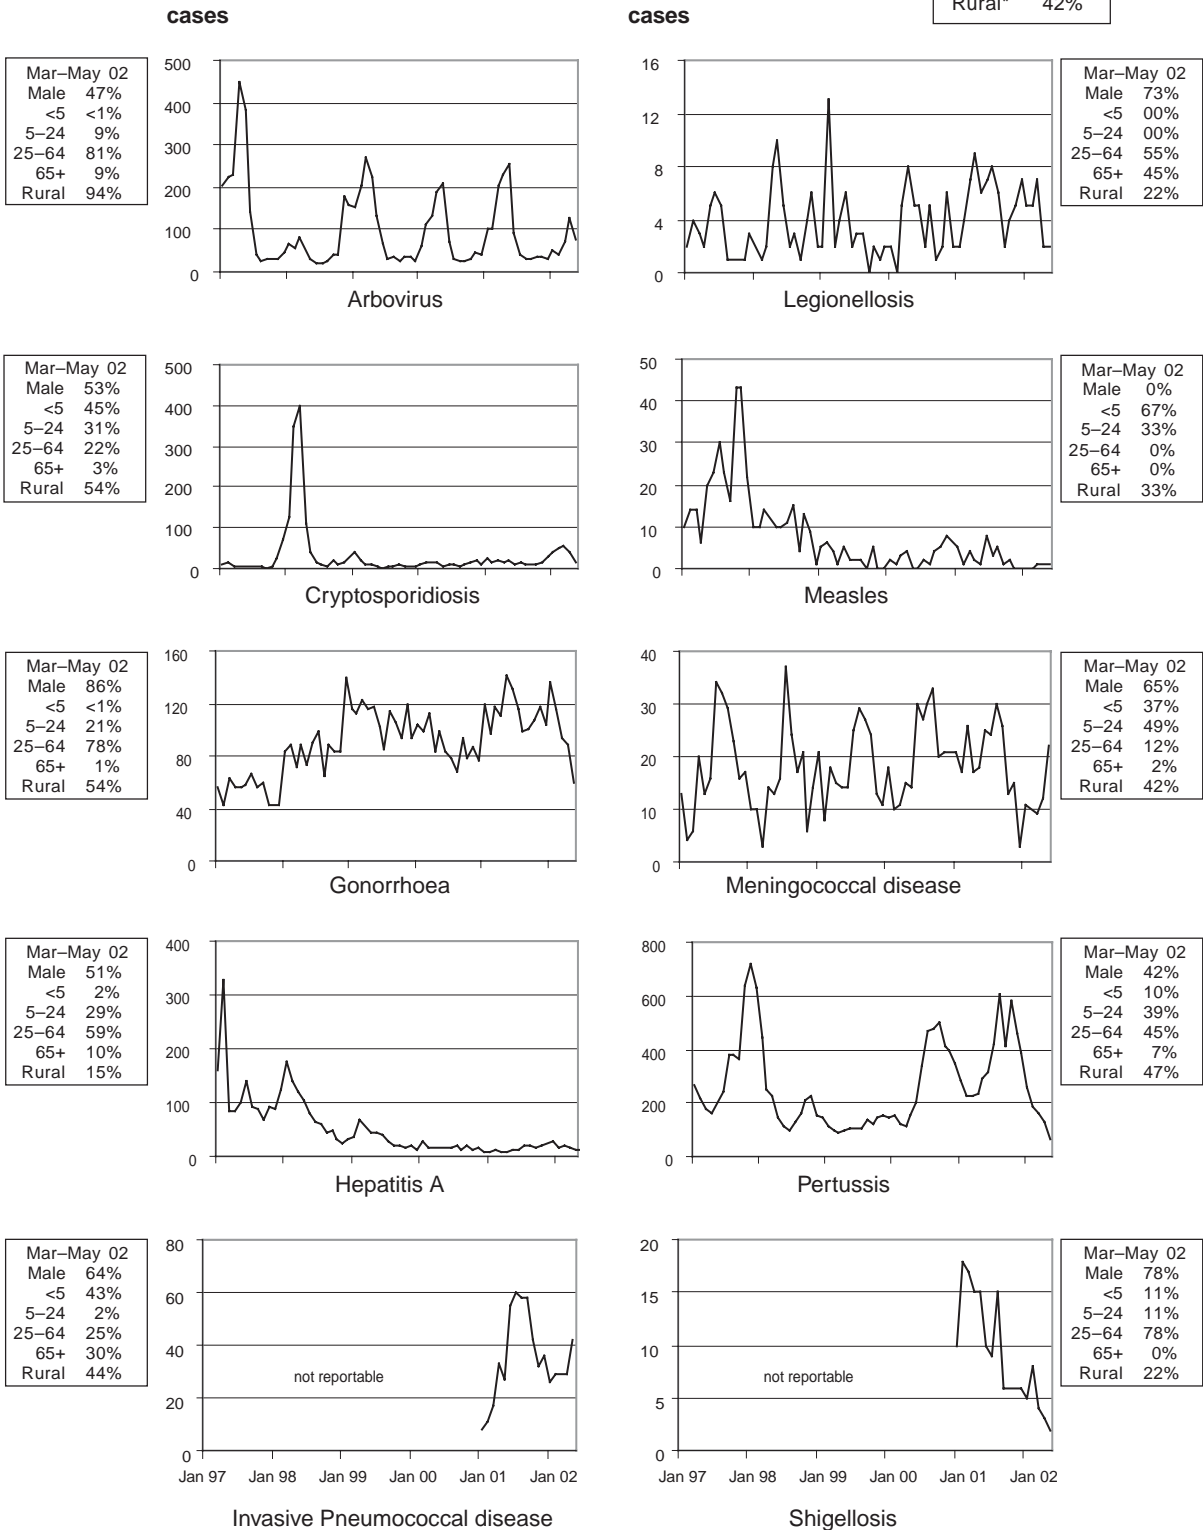 cases
cases
Rural* 42%
Mar–May 02
Male 47%
<5 <1%
5–24 9%
25–64 81%
65+ 9%
Rural 94%
500
400
300
200
100
0
Arbovirus
16
12
8
4
0
Legionellosis
Mar–May 02
Male 73%
<5 00%
5–24 00%
25–64 55%
65+ 45%
Rural 22%
Mar–May 02
Male 53%
<5 45%
5–24 31%
25–64 22%
65+ 3%
Rural 54%
500
400
300
200
100
0
Cryptosporidiosis
50
40
30
20
10
0
Measles
Mar–May 02
Male 0%
<5 67%
5–24 33%
25–64 0%
65+ 0%
Rural 33%
Mar–May 02
Male 86%
<5 <1%
5–24 21%
25–64 78%
65+ 1%
Rural 54%
160
120
80
40
0
Gonorrhoea
40
30
20
10
0
Meningococcal disease
Mar–May 02
Male 65%
<5 37%
5–24 49%
25–64 12%
65+ 2%
Rural 42%
Mar–May 02
Male 51%
<5 2%
5–24 29%
25–64 59%
65+ 10%
Rural 15%
400
300
200
100
0
Hepatitis A
800
600
400
200
0
Pertussis
Mar–May 02
Male 42%
<5 10%
5–24 39%
25–64 45%
65+ 7%
Rural 47%
Mar–May 02
Male 64%
<5 43%
5–24 2%
25–64 25%
65+ 30%
Rural 44%
80
60
40
20
0
not reportable
Jan 97 Jan 98 Jan 99 Jan 00 Jan 01 Jan 02
Invasive Pneumococcal disease
20
15
10
5
0
not reportable
Jan 97 Jan 98 Jan 99 Jan 00 Jan 01 Jan 02
Shigellosis
Mar–May 02
Male 78%
<5 11%
5–24 11%
25–64 78%
65+ 0%
Rural 22%